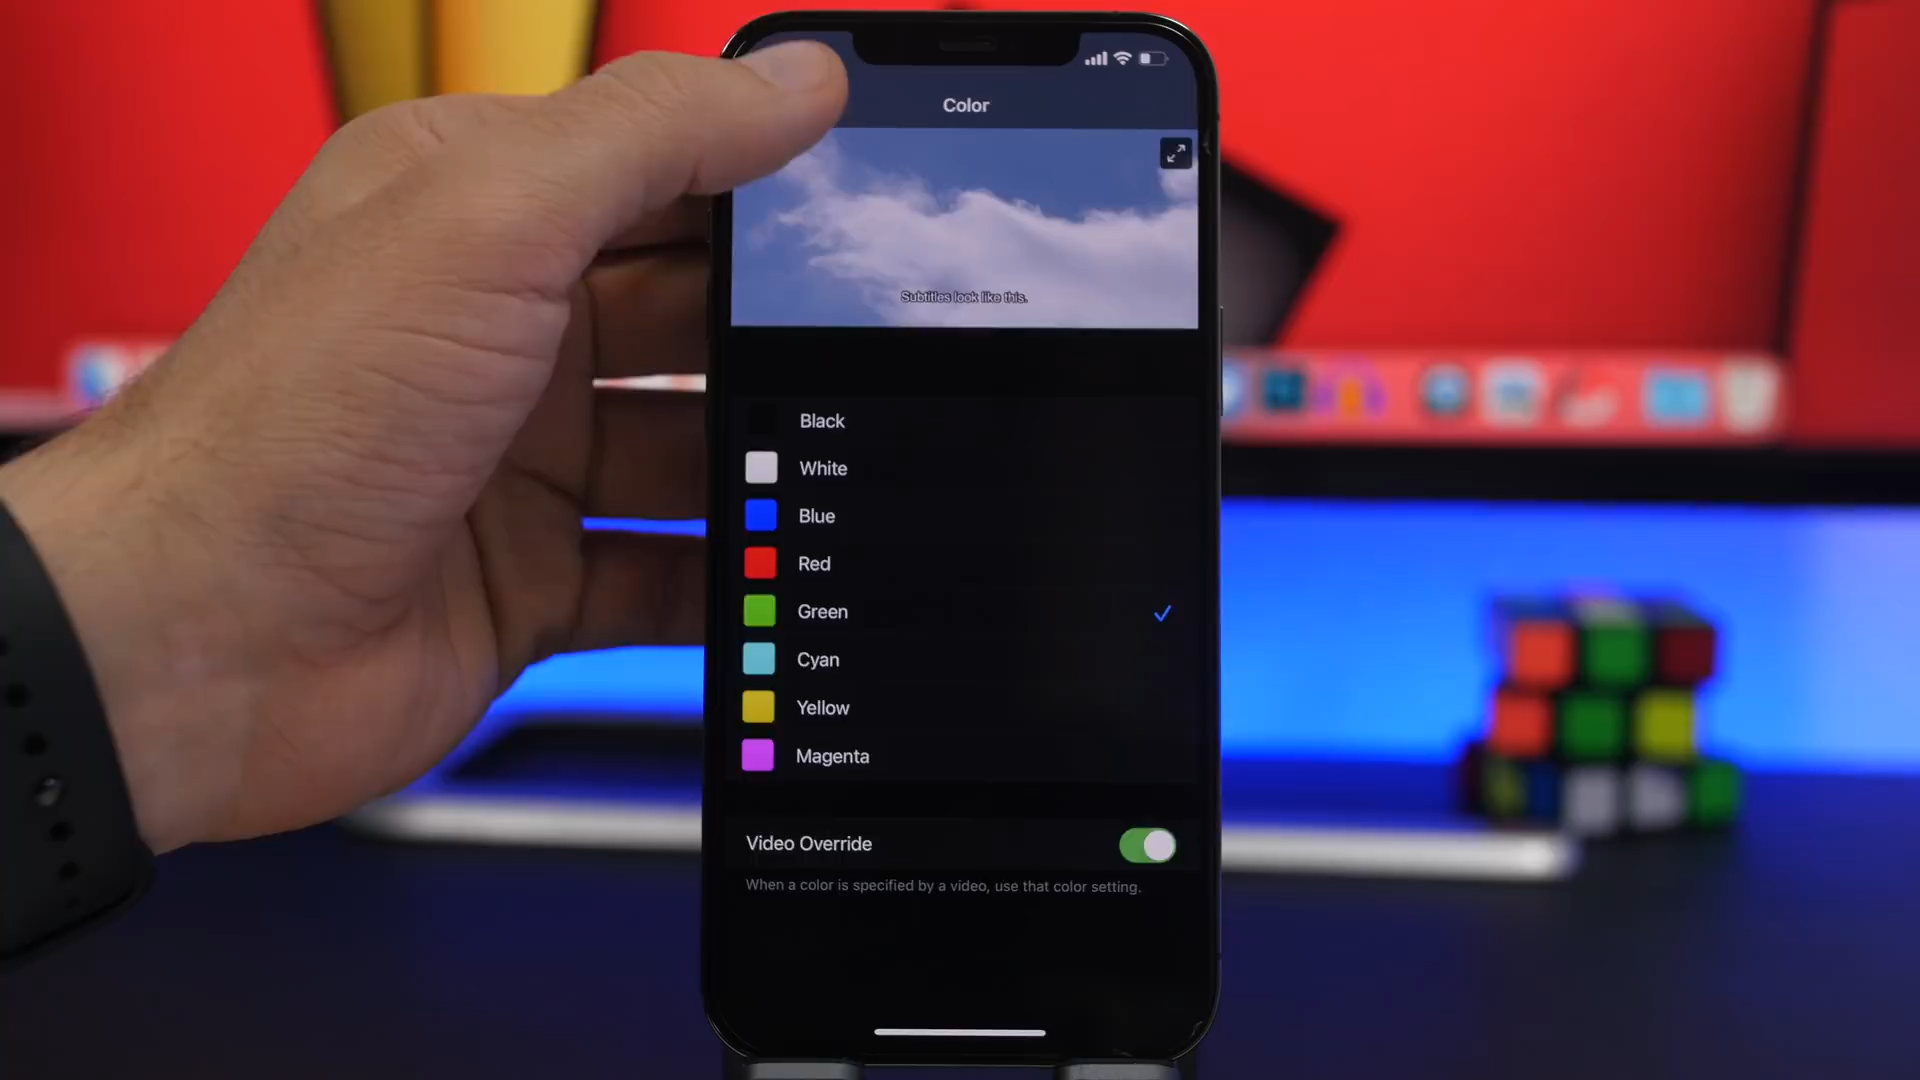 Color
Subtitles look like this.
Black
White
Blue
Red
Green
Cyan
Yellow
Magenta
Video Override
When a color is specified by a video, use that color setting.